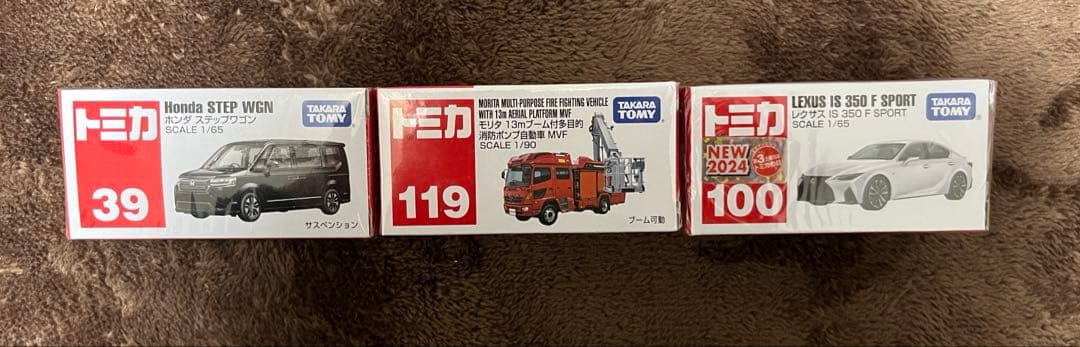 トミカ
39
Honda STEP WGN
ホンダ ステップワゴン
SCALE 1/65
TAKARA
TOMY
サスペンション
トミカ
119
MORITA MULTI-PURPOSE FIRE FIGHTING VEHICLE
WITH 13m AERIAL PLATFORM MVF
モリタ 13mブーム付多目的
消防ポンプ自動車 MVF
SCALE 1/90
TAKARA
TOMY
ブーム可動
トミカ
NEW
2024
100
LEXUS IS 350 F SPORT
レクサス IS 350 F SPORT
SCALE 1/65
TAKARA
TOMY